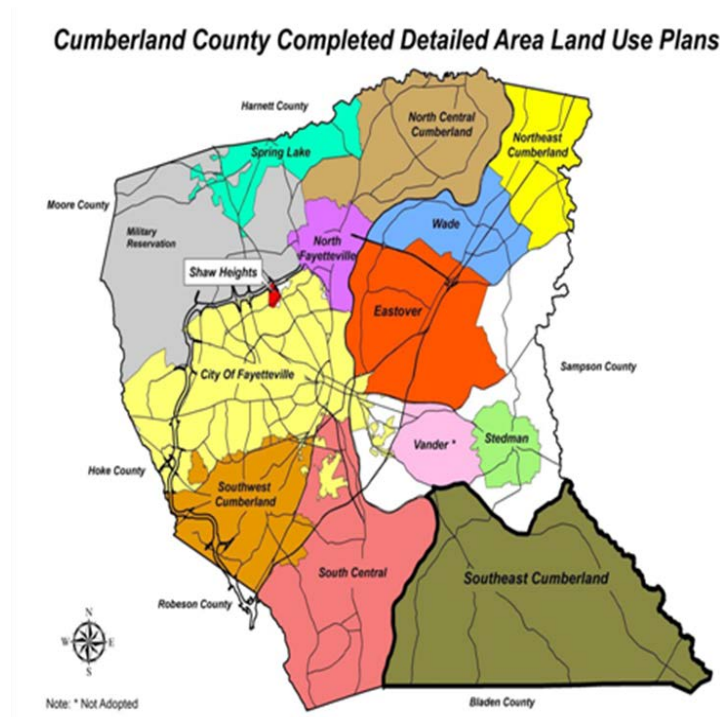 Cumberland County Completed Detailed Area Land Use Plans
Harnett County
North Central
Cumberland
Northeast
Cumberland
Spring Lake
Moore County
Military
Reservation
North
Fayetteville
Wade
Shaw Heights
Eastover
Sampson County
City Of Fayetteville
Vander *
Stedman
Hoke County
Southwest
Cumberland
South Central
Southeast Cumberland
Robeson County
N
W
E
S
Note: * Not Adopted
Bladen County